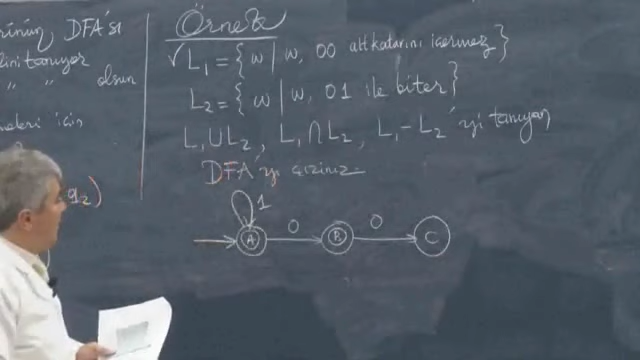 DFA'sı
tanıyor
" " olsun
için
q₂)
Örnek
✓ L₁ = { w | w, 00 altkatarını içermez }
L₂ = { w | w, 01 ile biter }
L₁∪L₂, L₁∩L₂, L₁-L₂'yi tanıyan
DFA'yı çiziniz.
1
A 0 B 0 C